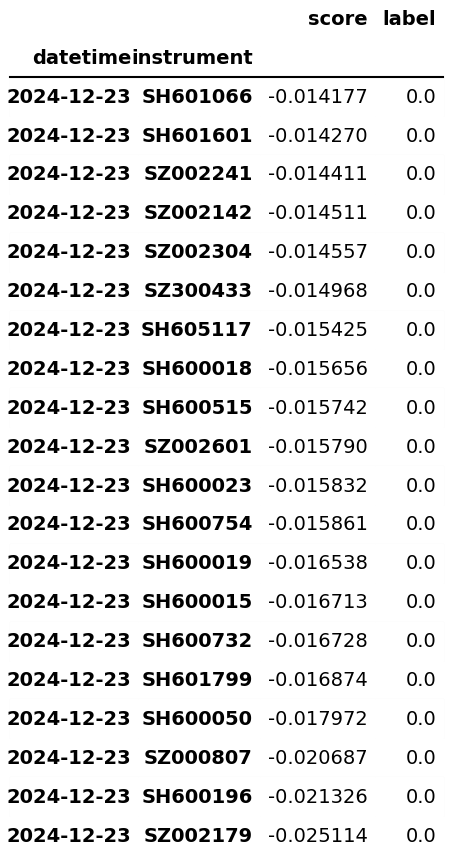 score label
datetime instrument
2024-12-23 SH601066 -0.014177 0.0
2024-12-23 SH601601 -0.014270 0.0
2024-12-23 SZ002241 -0.014411 0.0
2024-12-23 SZ002142 -0.014511 0.0
2024-12-23 SZ002304 -0.014557 0.0
2024-12-23 SZ300433 -0.014968 0.0
2024-12-23 SH605117 -0.015425 0.0
2024-12-23 SH600018 -0.015656 0.0
2024-12-23 SH600515 -0.015742 0.0
2024-12-23 SZ002601 -0.015790 0.0
2024-12-23 SH600023 -0.015832 0.0
2024-12-23 SH600754 -0.015861 0.0
2024-12-23 SH600019 -0.016538 0.0
2024-12-23 SH600015 -0.016713 0.0
2024-12-23 SH600732 -0.016728 0.0
2024-12-23 SH601799 -0.016874 0.0
2024-12-23 SH600050 -0.017972 0.0
2024-12-23 SZ000807 -0.020687 0.0
2024-12-23 SH600196 -0.021326 0.0
2024-12-23 SZ002179 -0.025114 0.0